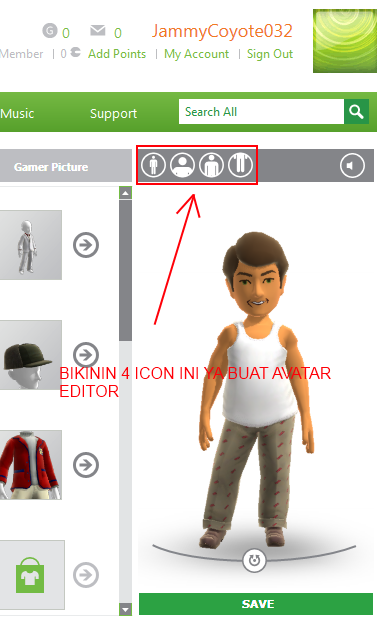 G 0 0 JammyCoyote032
Member | 0 Add Points | My Account | Sign Out
Music Support Search All
Gamer Picture
BIKININ 4 ICON INI YA BUAT AVATAR
EDITOR
SAVE